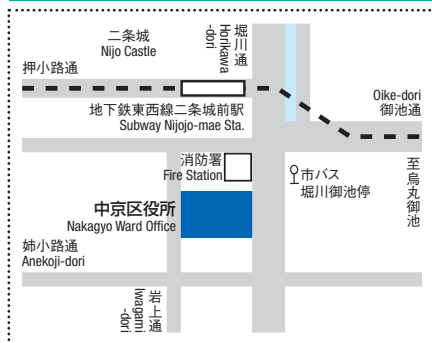 二条城
Nijo Castle
堀川通
Horikawa
-dori
押小路通
地下鉄東西線二条城前駅
Subway Nijojo-mae Sta.
Oike-dori
御池通
消防署
Fire Station
市バス
堀川御池停
至烏丸御池
中京区役所
Nakagyo Ward Office
姉小路通
Anekoji-dori
岩上通
Iwagami
-dori